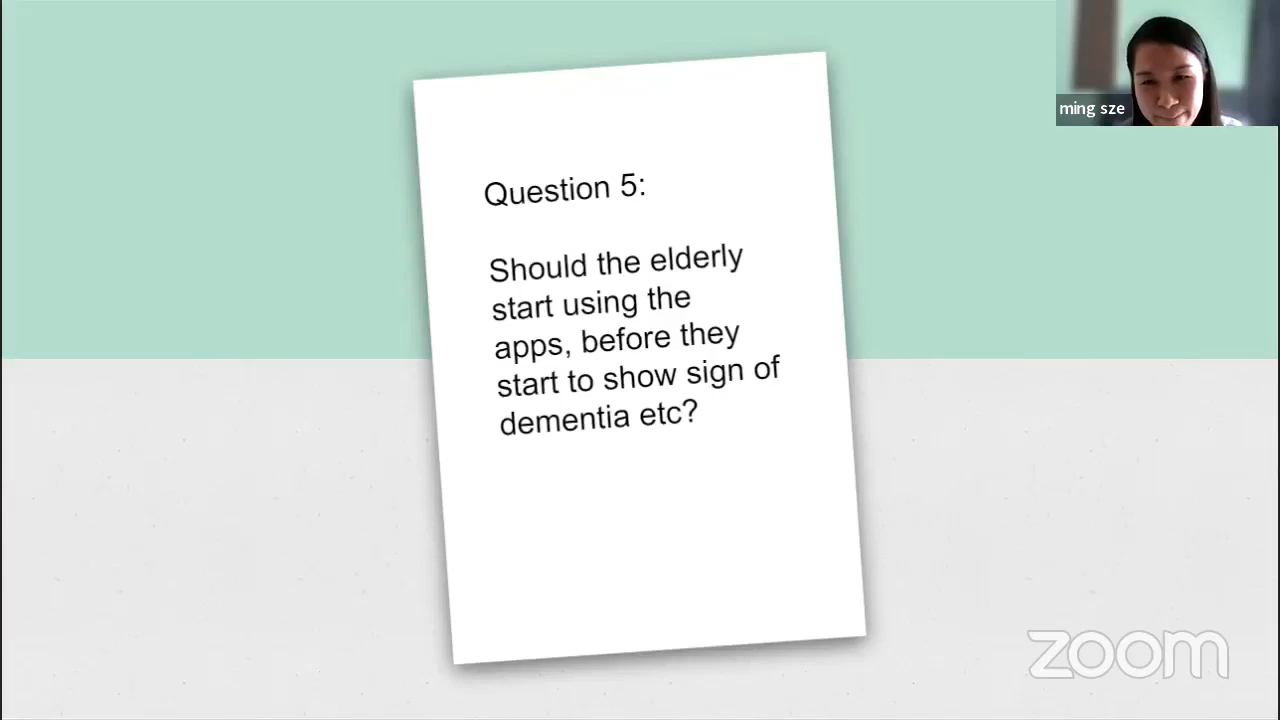 ming sze
Question 5:
Should the elderly
start using the
apps, before they
start to show sign of
dementia etc?
zoom